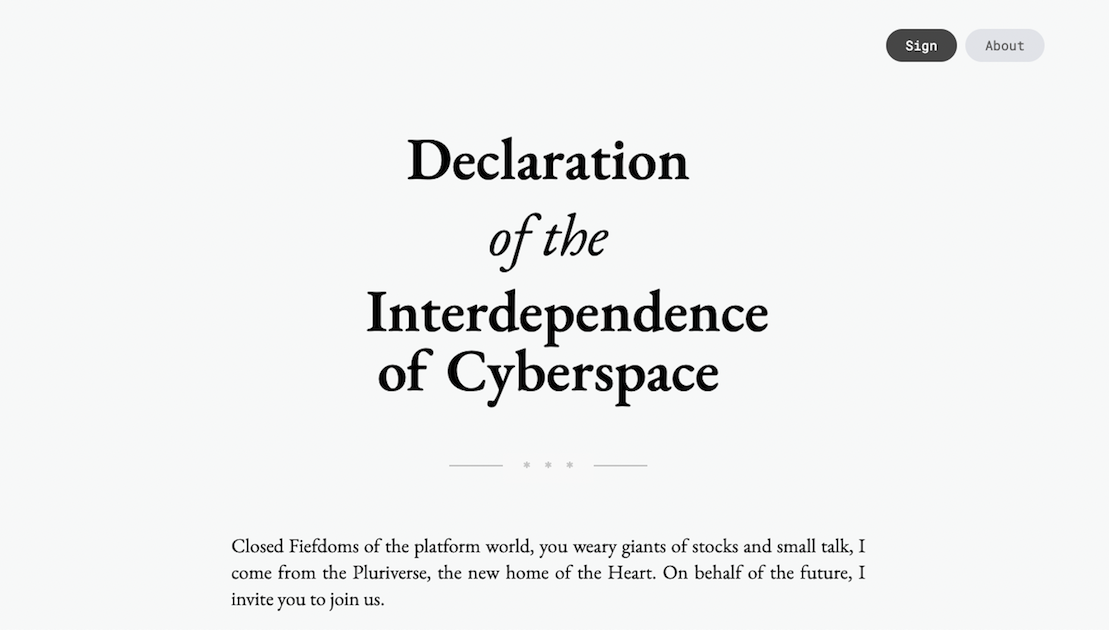 Sign About
Declaration
of the
Interdependence
of Cyberspace
* * *
Closed Fiefdoms of the platform world, you weary giants of stocks and small talk, I
come from the Pluriverse, the new home of the Heart. On behalf of the future, I
invite you to join us.